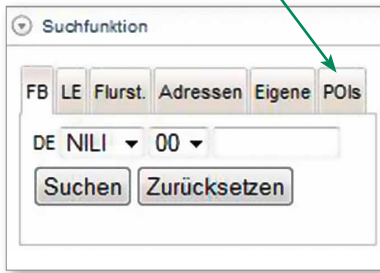 Suchfunktion
FB LE Flurst. Adressen Eigene POIs
DE NILI 00
Suchen Zurücksetzen